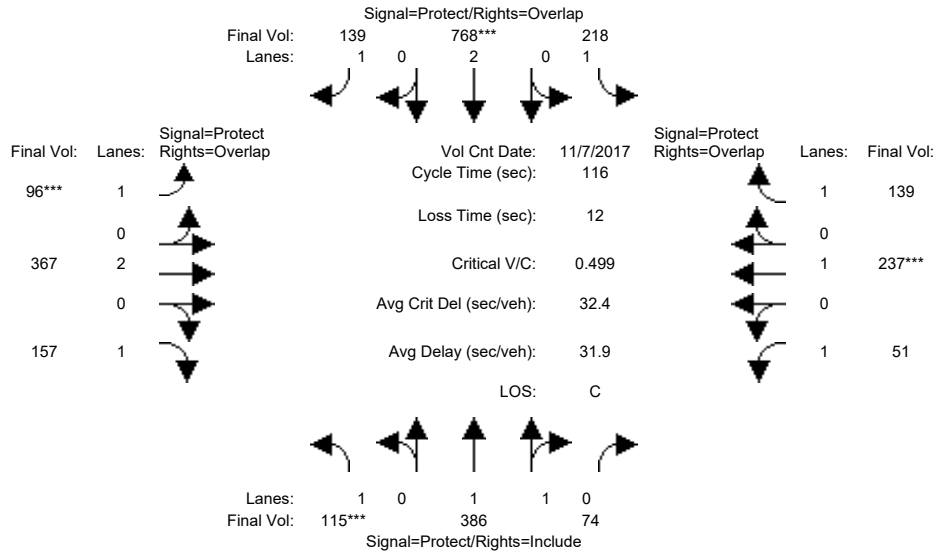 Signal=Protect/Rights=Overlap
Final Vol: 139 768*** 218
Lanes: 1 0 2 0 1
Signal=Protect
Final Vol: Lanes: Rights=Overlap
Vol Cnt Date: 11/7/2017
Signal=Protect
Rights=Overlap Lanes: Final Vol:
Cycle Time (sec): 116
96*** 1
1 139
Loss Time (sec): 12
0
0
367 2
Critical V/C: 0.499
1 237***
0
Avg Crit Del (sec/veh): 32.4
0
157 1
Avg Delay (sec/veh): 31.9
1 51
LOS: C
Lanes: 1 0 1 1 0
Final Vol: 115*** 386 74
Signal=Protect/Rights=Include